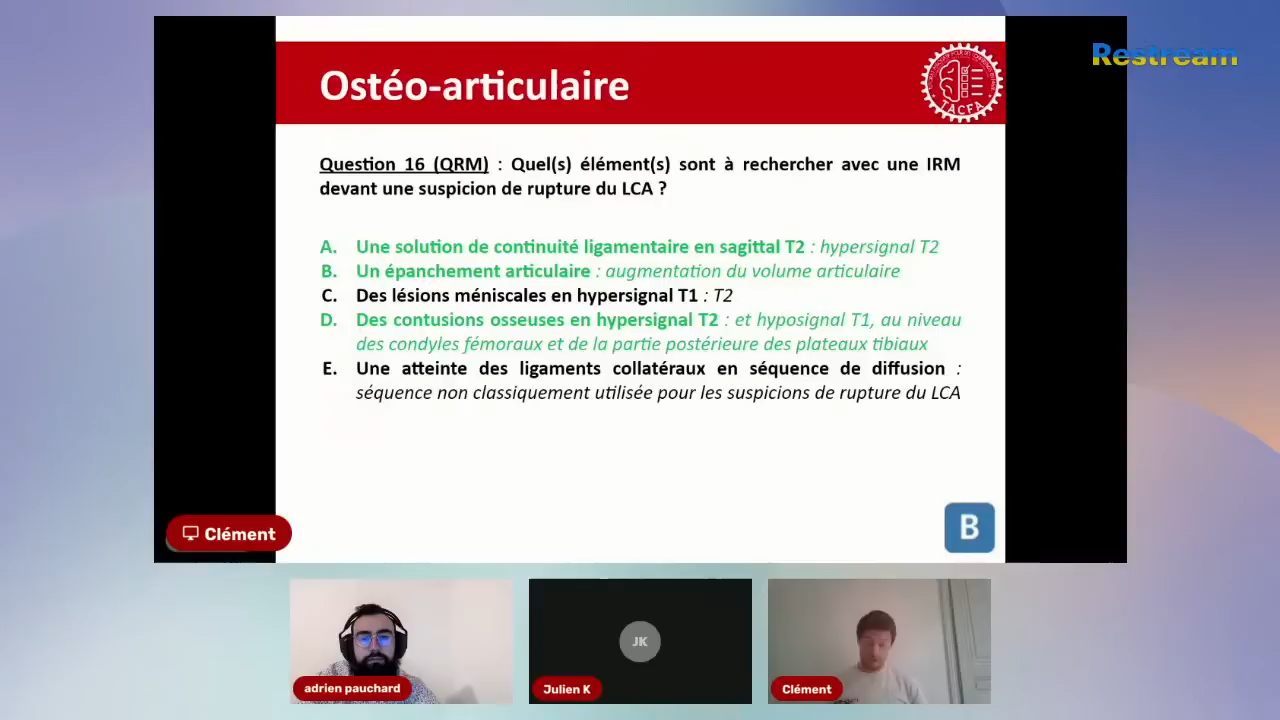 Restream
Ostéo-articulaire
TACFA
Question 16 (QRM) : Quel(s) élément(s) sont à rechercher avec une IRM
devant une suspicion de rupture du LCA ?
A. Une solution de continuité ligamentaire en sagittal T2 : hypersignal T2
B. Un épanchement articulaire : augmentation du volume articulaire
C. Des lésions méniscales en hypersignal T1 : T2
D. Des contusions osseuses en hypersignal T2 : et hyposignal T1, au niveau
des condyles fémoraux et de la partie postérieure des plateaux tibiaux
E. Une atteinte des ligaments collatéraux en séquence de diffusion :
séquence non classiquement utilisée pour les suspicions de rupture du LCA
Clément
B
JK
adrien pauchard
Julien K
Clément